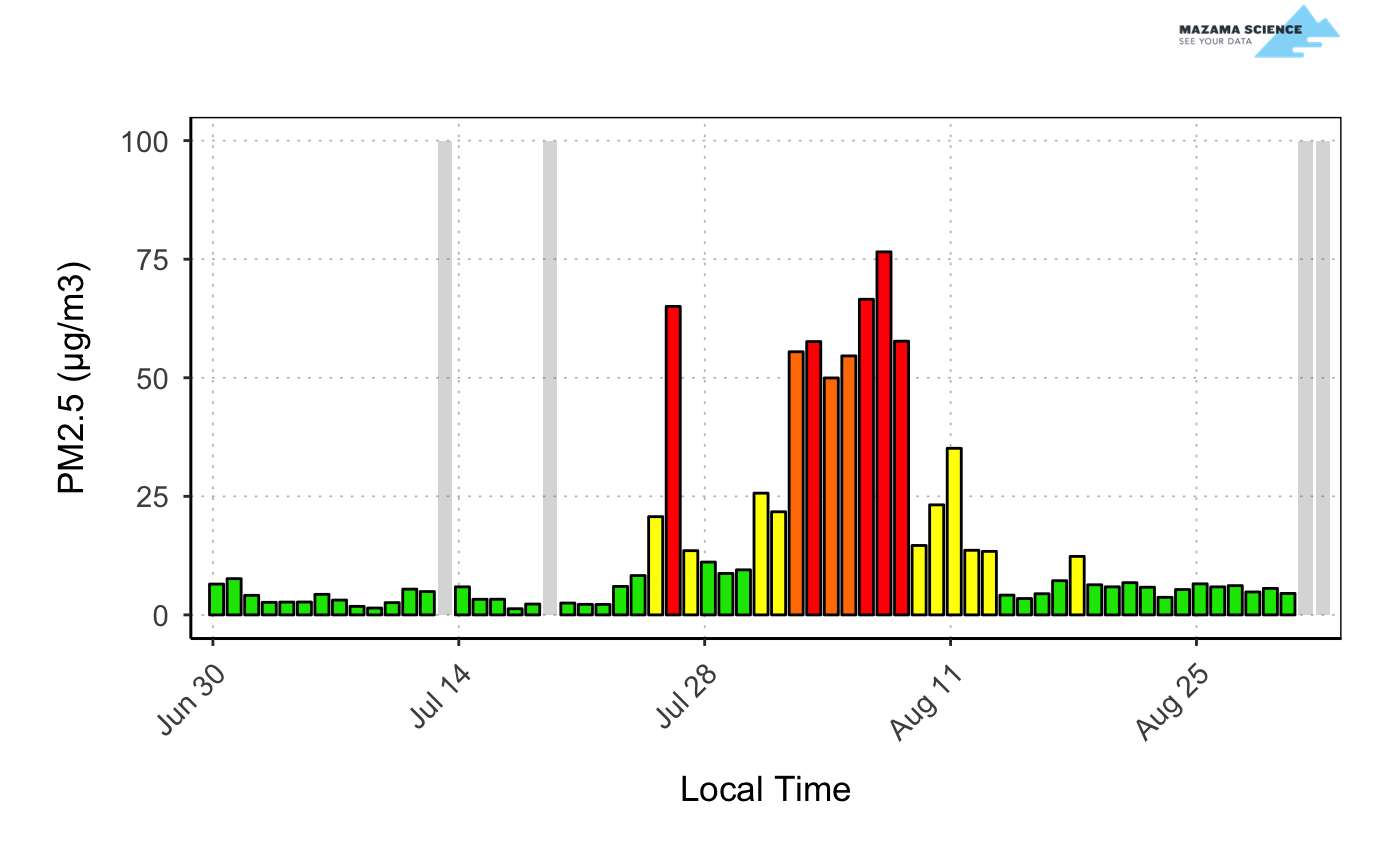 MAZAMA SCIENCE
SEE YOUR DATA
PM2.5 (µg/m3)
100
75
50
25
0
Jun 30
Jul 14
Jul 28
Aug 11
Aug 25
Local Time